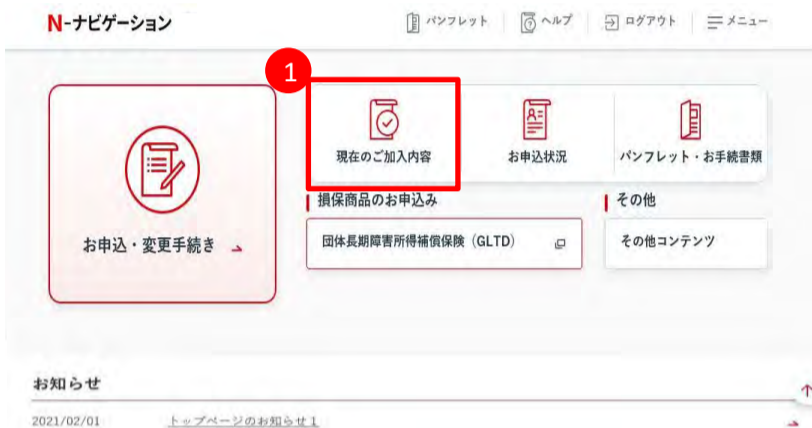 N-ナビゲーション
パンフレット
ヘルプ
ログアウト
メニュー
1
お申込・変更手続き
現在のご加入内容
お申込状況
パンフレット・お手続書類
損保商品のお申込み
団体長期障害所得補償保険（GLTD）
その他
その他コンテンツ
お知らせ
2021/02/01 トップページのお知らせ1